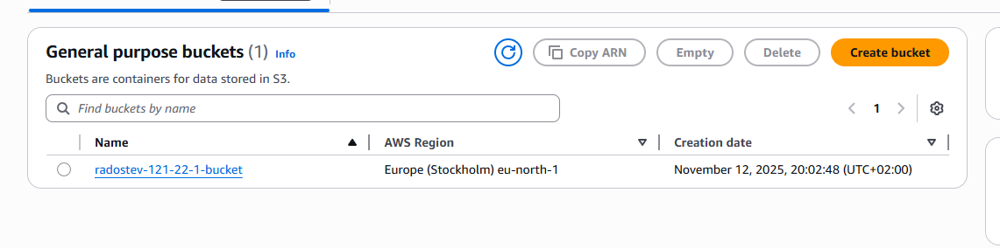 General purpose buckets (1) Info
Copy ARN
Empty
Delete
Create bucket
Buckets are containers for data stored in S3.
Find buckets by name
1
Name AWS Region Creation date
radostev-121-22-1-bucket Europe (Stockholm) eu-north-1 November 12, 2025, 20:02:48 (UTC+02:00)